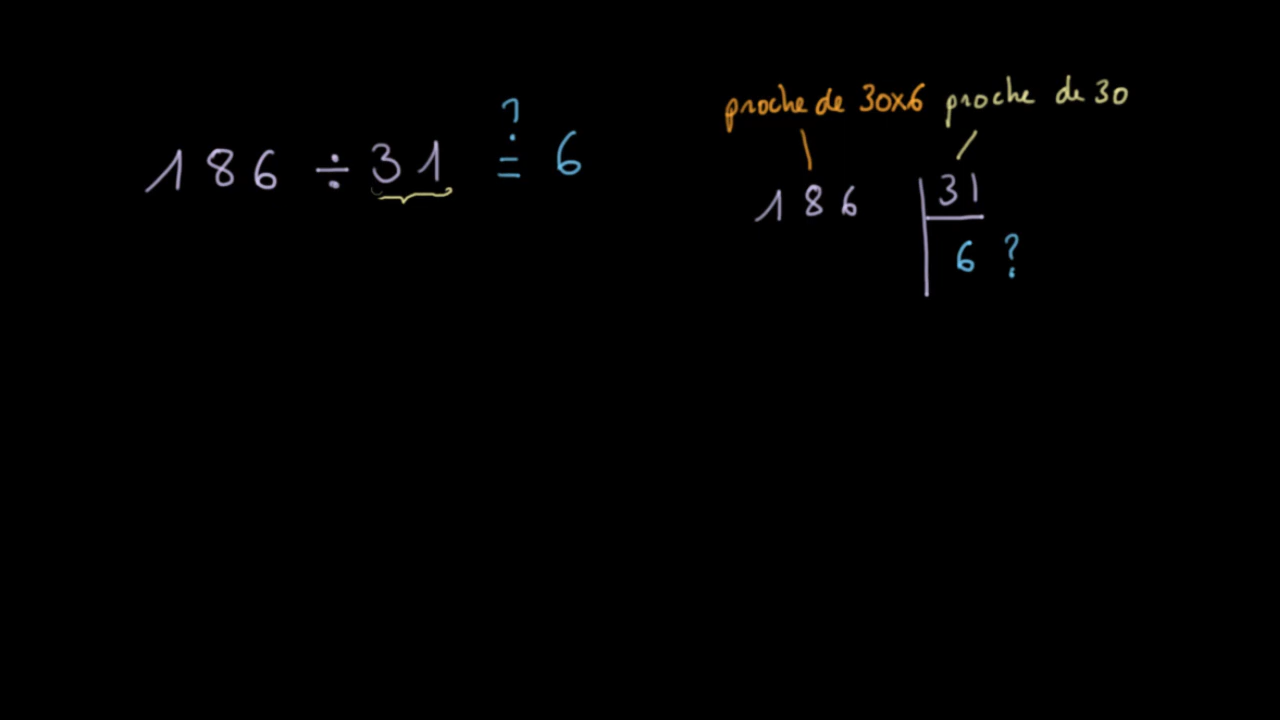 186 ÷ 31 ≟ 6
proche de 30x6 proche de 30
186 31
6 ?